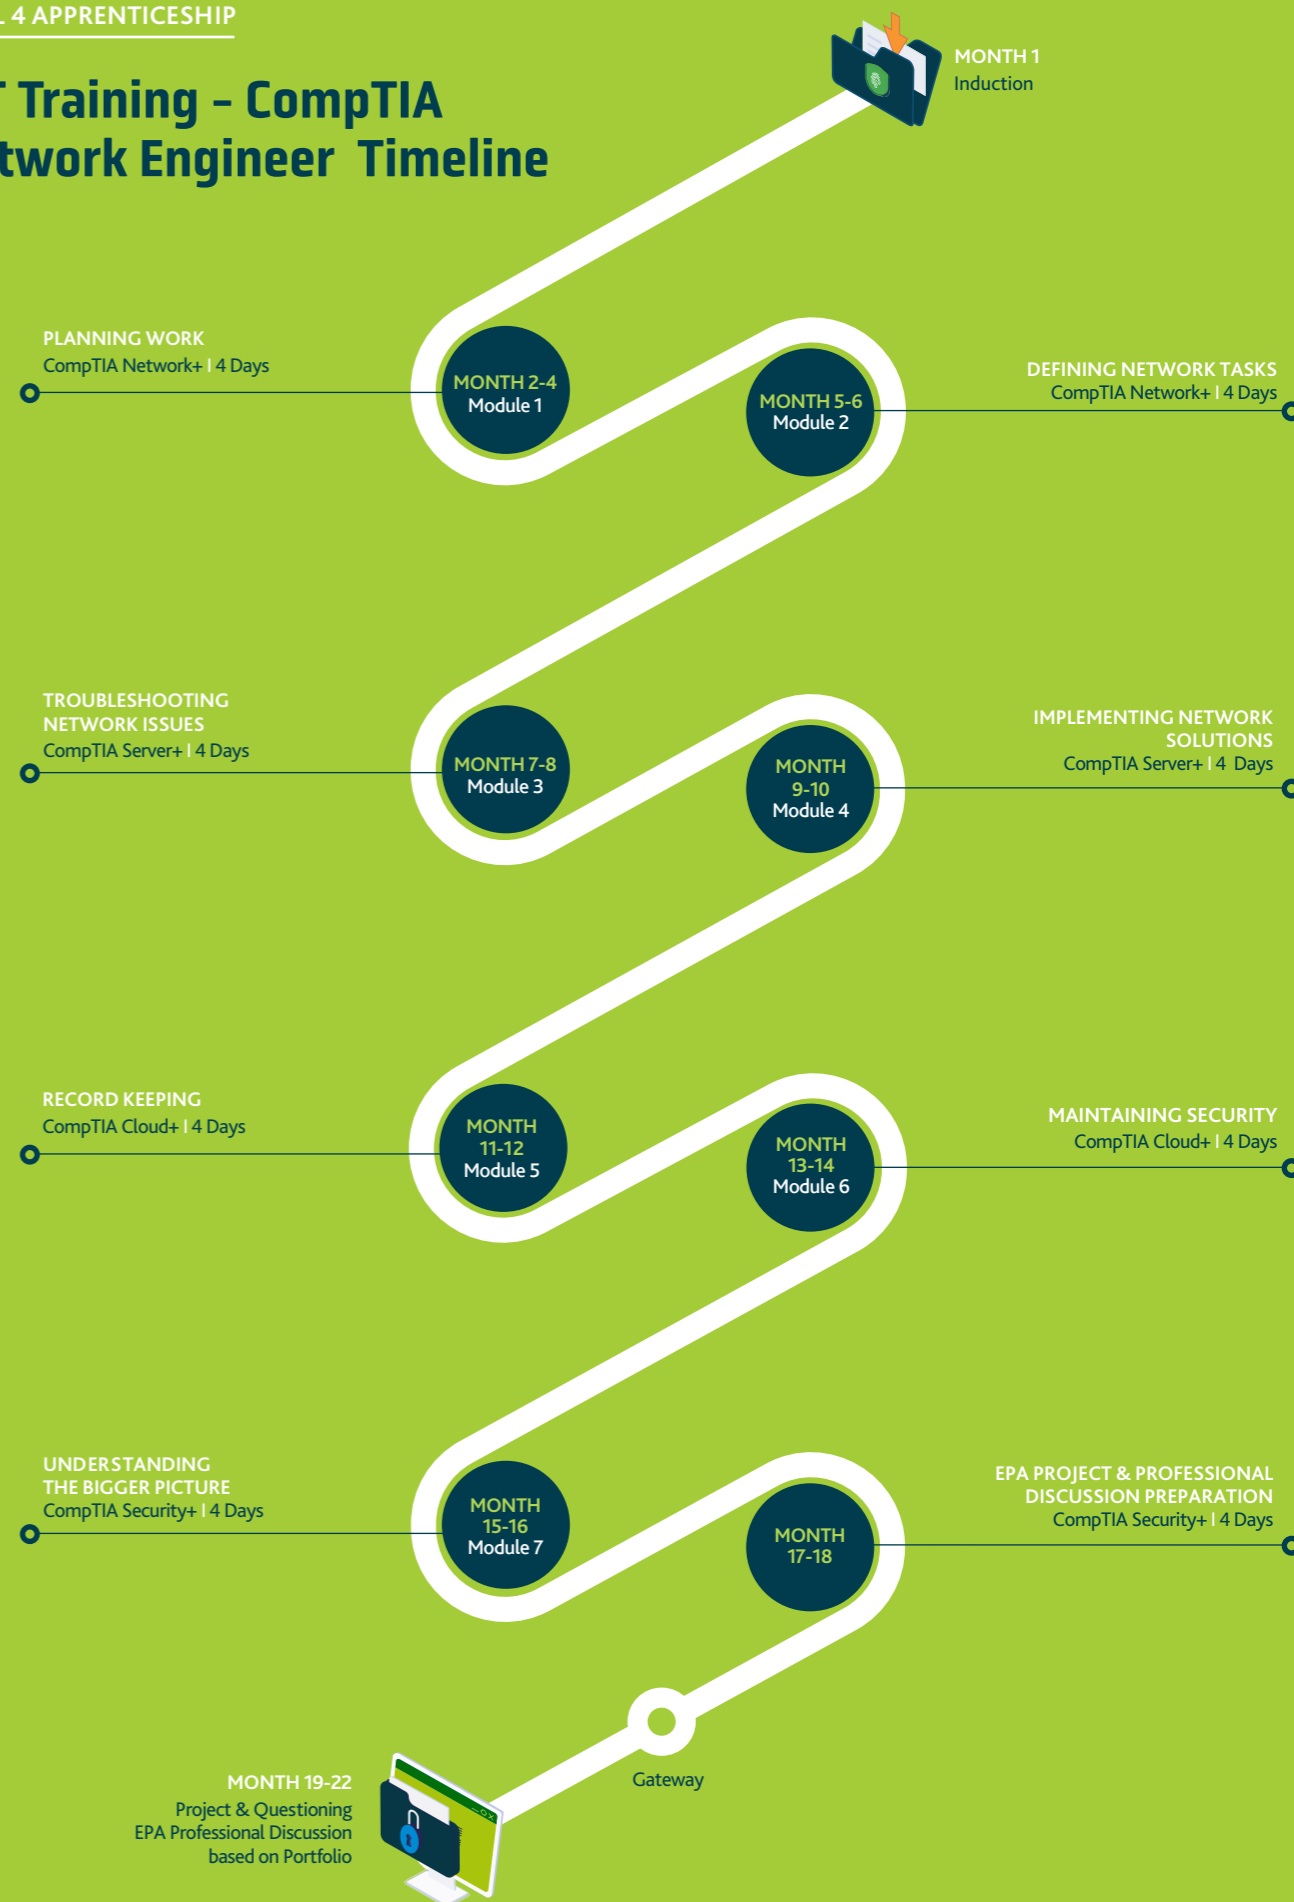 4 APPRENTICESHIP
Training – CompTIA
Engineer Timeline
MONTH 1
Induction
PLANNING WORK
CompTIA Network+ | 4 Days
MONTH 2-4
Module 1
MONTH 5-6
Module 2
DEFINING NETWORK TASKS
CompTIA Network+ | 4 Days
TROUBLESHOOTING
NETWORK ISSUES
CompTIA Server+ | 4 Days
MONTH 7-8
Module 3
MONTH
9-10
Module 4
IMPLEMENTING NETWORK
SOLUTIONS
CompTIA Server+ | 4 Days
RECORD KEEPING
CompTIA Cloud+ | 4 Days
MONTH
11-12
Module 5
MONTH
13-14
Module 6
MAINTAINING SECURITY
CompTIA Cloud+ | 4 Days
UNDERSTANDING
THE BIGGER PICTURE
CompTIA Security+ | 4 Days
MONTH
15-16
Module 7
MONTH
17-18
EPA PROJECT & PROFESSIONAL
DISCUSSION PREPARATION
CompTIA Security+ | 4 Days
Gateway
MONTH 19-22
Project & Questioning
EPA Professional Discussion
based on Portfolio